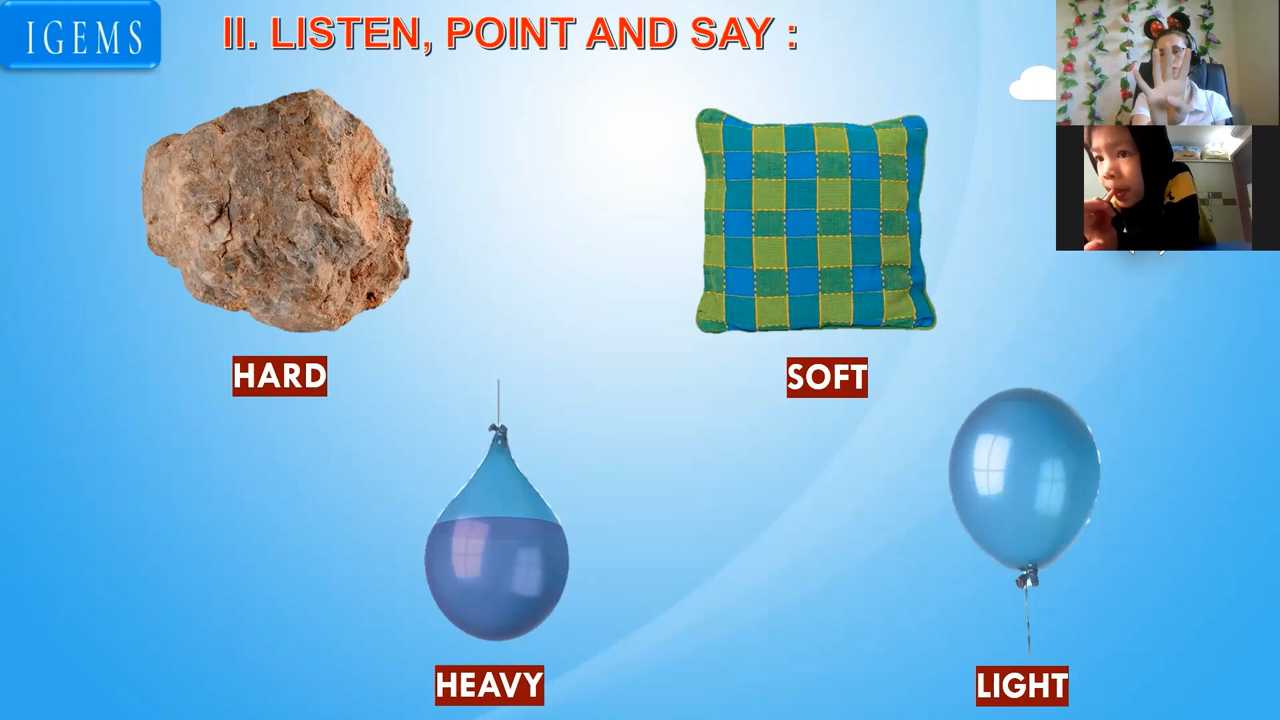 IGEMS
II. LISTEN, POINT AND SAY :
HARD
SOFT
HEAVY
LIGHT